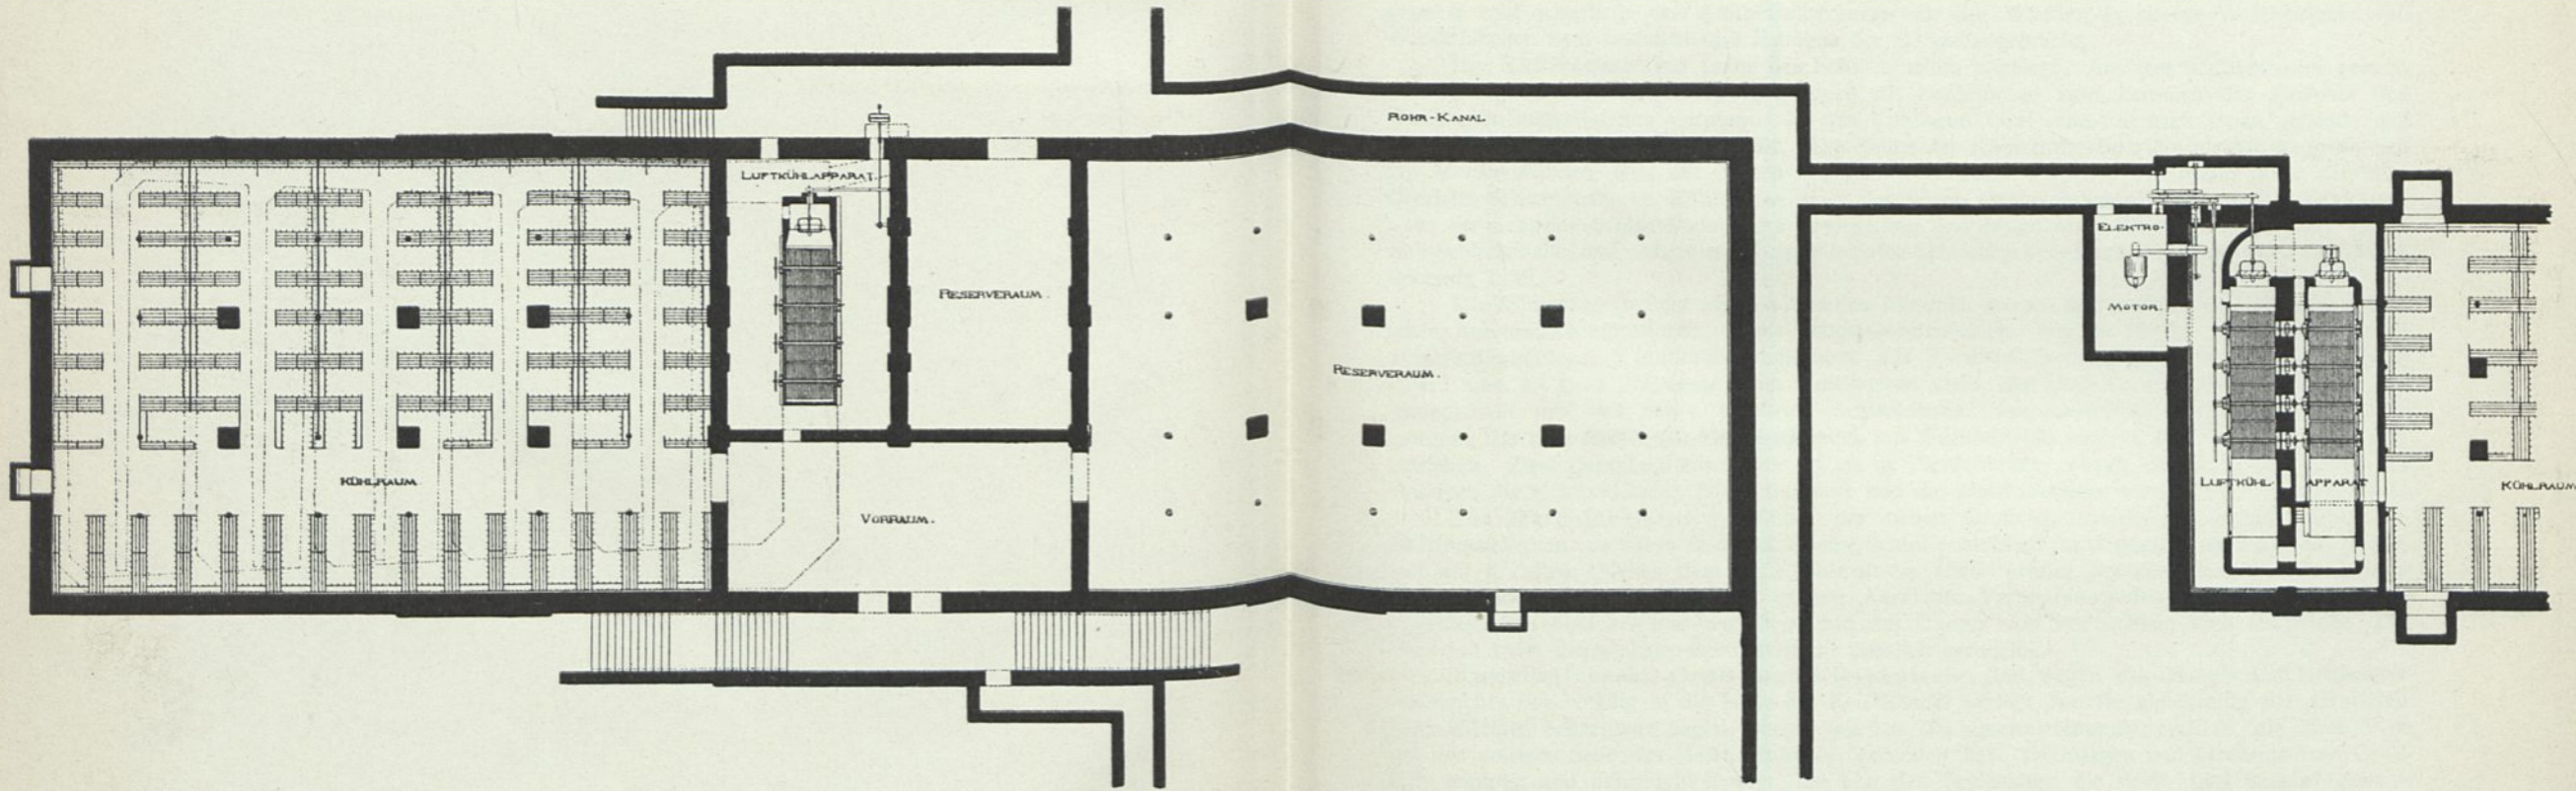 ROHR-KANAL
LUFTKÜHLAPPARAT.
RESERVERAUM.
KÜHLRAUM
VORRAUM.
RESERVERAUM.
ELEKTRO-
MOTOR.
LUFTKÜHL-APPARAT
KÜHLRAUM